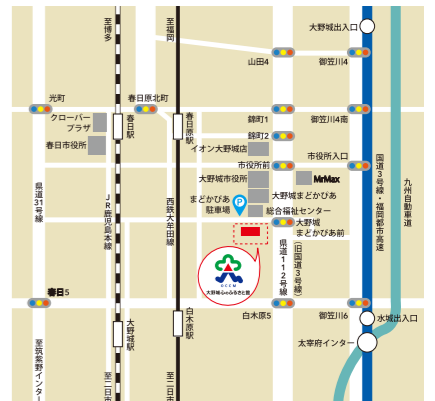 至博多
至福岡
大野城出入口
山田4
御笠川4
光町
春日原北町
錦町1
御笠川4南
クローバー
プラザ
春日駅
春日原駅
錦町2
イオン大野城店
春日市役所
市役所前
市役所入口
大野城市役所
MrMax
まどかぴあ
駐車場
P
大野城まどかぴあ
総合福祉センター
大野城
まどかぴあ前
県道31号線
JR鹿児島本線
西鉄大牟田線
県道112号線
(旧国道3号線)
国道3号線・福岡都市高速
九州自動車道
OCCM
大野城心のふるさと館
春日5
白木原5
御笠川6
水城出入口
大野城駅
白木原駅
太宰府インター
至筑紫野インター
至二日市
至二日市